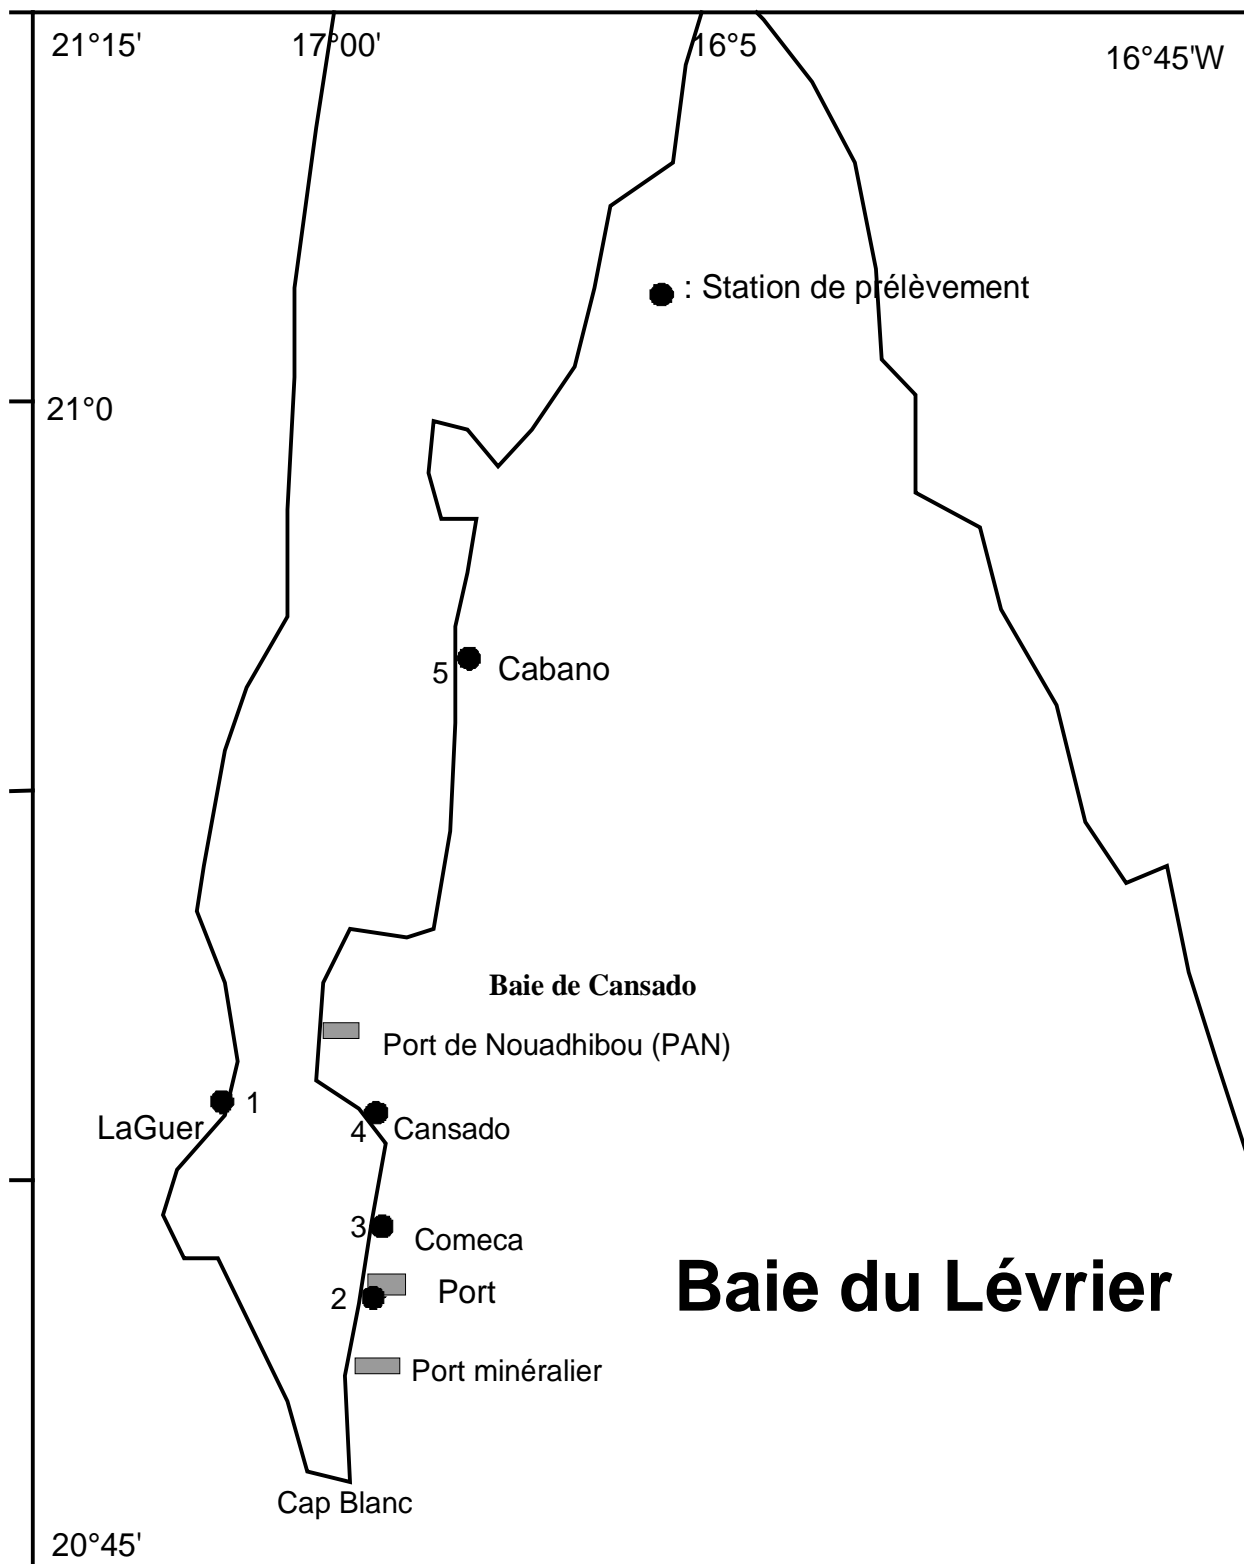 21°15'
17°00'
16°5
16°45'W
: Station de prélèvement
21°0
5
Cabano
Baie de Cansado
Port de Nouadhibou (PAN)
1
LaGuer
4
Cansado
3
Comeca
2
Port
Baie du Lévrier
Port minéralier
Cap Blanc
20°45'